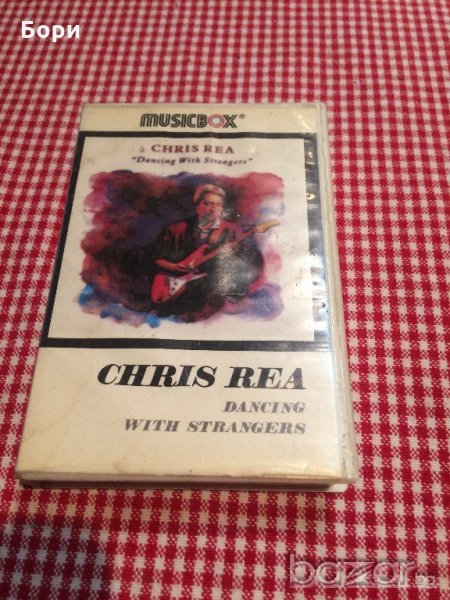 Бори
MUSICBOX®
CHRIS REA
"Dancing With Strangers"
CHRIS REA
DANCING
WITH STRANGERS
bazar.bg